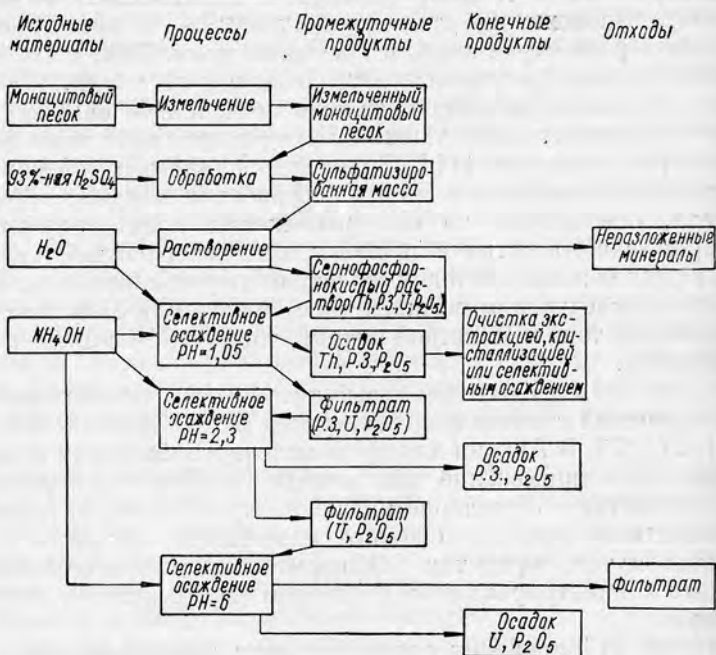 Исходные
материалы
Процессы
Промежуточные
продукты
Конечные
продукты
Отходы
Монацитовый
песок
Измельчение
Измельченный
монацитовый
песок
93%-ная H₂SO₄
Обработка
Сульфатизиро-
ванная масса
H₂O
Растворение
Неразложенные
минералы
Сернофосфор-
нокислый рас-
твор(Th,Р.З.,U,P₂O₅)
NH₄OH
Селективное
осаждение
PH=1,05
Осадок
Th,Р.З.,P₂O₅
Очистка экс-
тракцией,кри-
сталлизацией
или селектив-
ным осаждением
Селективное
осаждение
PH=2,3
Фильтрат
(Р.З, U, P₂O₅)
Осадок
Р.З., P₂O₅
Фильтрат
(U, P₂O₅)
Селективное
осаждение
PH=6
Фильтрат
Осадок
U, P₂O₅